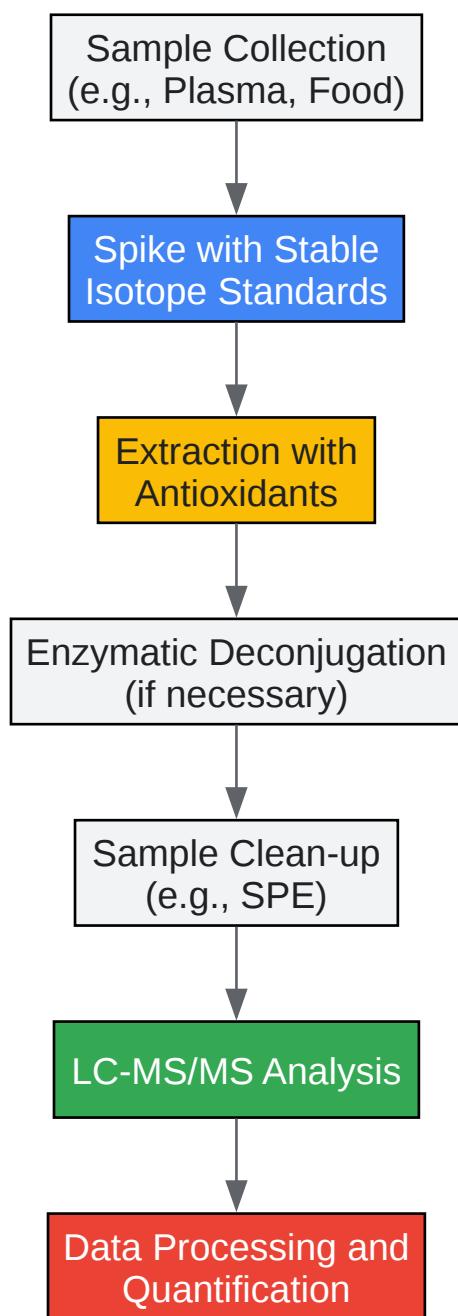 Sample Collection
(e.g., Plasma, Food)
Spike with Stable
Isotope Standards
Extraction with
Antioxidants
Enzymatic Deconjugation
(if necessary)
Sample Clean-up
(e.g., SPE)
LC-MS/MS Analysis
Data Processing and
Quantification